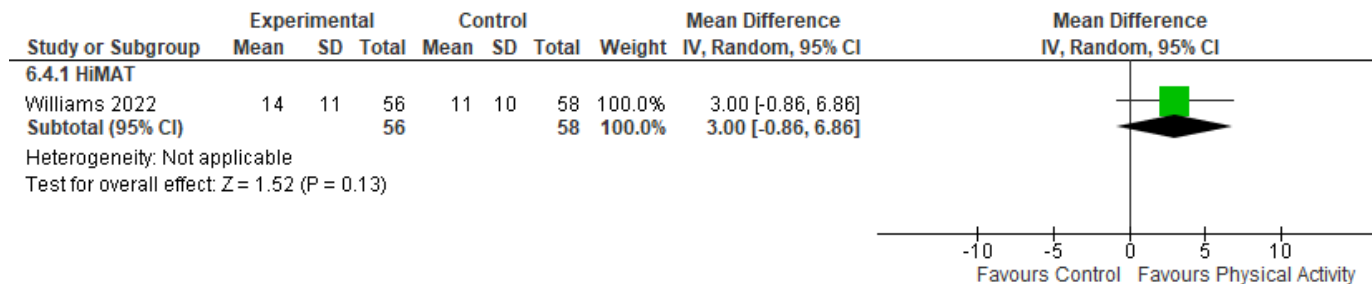 Experimental Control Mean Difference Mean Difference
Study or Subgroup Mean SD Total Mean SD Total Weight IV, Random, 95% CI IV, Random, 95% CI
6.4.1 HiMAT
Williams 2022 14 11 56 11 10 58 100.0% 3.00 [-0.86, 6.86]
Subtotal (95% CI) 56 58 100.0% 3.00 [-0.86, 6.86]
Heterogeneity: Not applicable
Test for overall effect: Z = 1.52 (P = 0.13)
-10 -5 0 5 10
Favours Control Favours Physical Activity